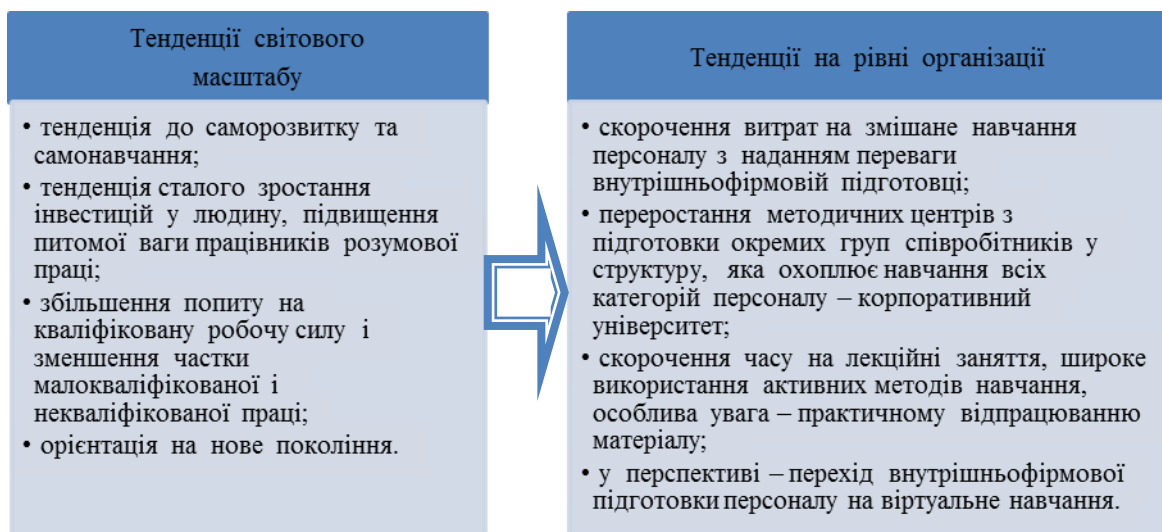 Тенденції світового
масштабу
• тенденція до саморозвитку та
самонавчання;
• тенденція сталого зростання
інвестицій у людину, підвищення
питомої ваги працівників розумової
праці;
• збільшення попиту на
кваліфіковану робочу силу і
зменшення частки
малокваліфікованої і
некваліфікованої праці;
• орієнтація на нове покоління.
Тенденції на рівні організації
• скорочення витрат на змішане навчання
персоналу з наданням переваги
внутрішньофірмовій підготовці;
• переростання методичних центрів з
підготовки окремих груп співробітників у
структуру, яка охоплює навчання всіх
категорій персоналу – корпоративний
університет;
• скорочення часу на лекційні заняття, широке
використання активних методів навчання,
особлива увага – практичному відпрацюванню
матеріалу;
• у перспективі – перехід внутрішньофірмової
підготовки персоналу на віртуальне навчання.